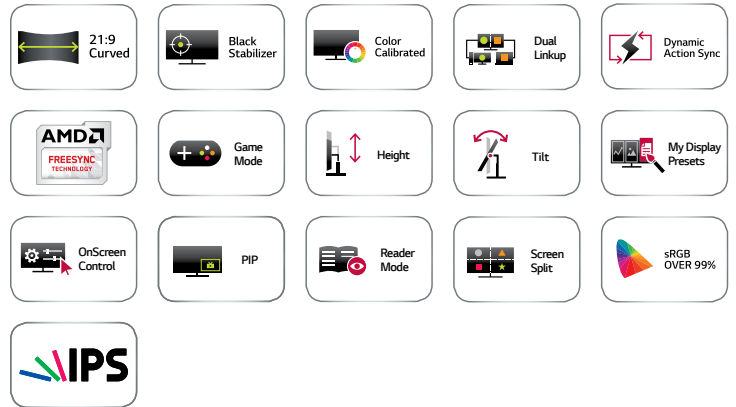 21:9
Curved
Black
Stabilizer
Color
Calibrated
Dual
Linkup
Dynamic
Action Sync
AMD
FREESYNC
TECHNOLOGY
Game
Mode
Height
Tilt
My Display
Presets
OnScreen
Control
PIP
Reader
Mode
Screen
Split
sRGB
OVER 99%
IPS